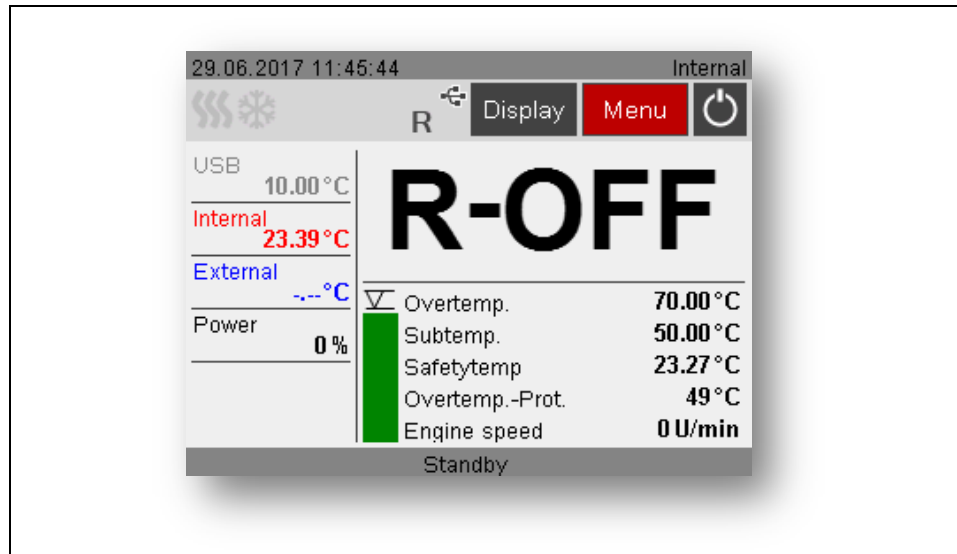 29.06.2017 11:45:44 Internal
R Display Menu
USB
10.00°C
Internal
23.39°C
External
-.--°C
Power
0%
R-OFF
Overtemp. 70.00°C
Subtemp. 50.00°C
Safetytemp 23.27°C
Overtemp.-Prot. 49°C
Engine speed 0 U/min
Standby